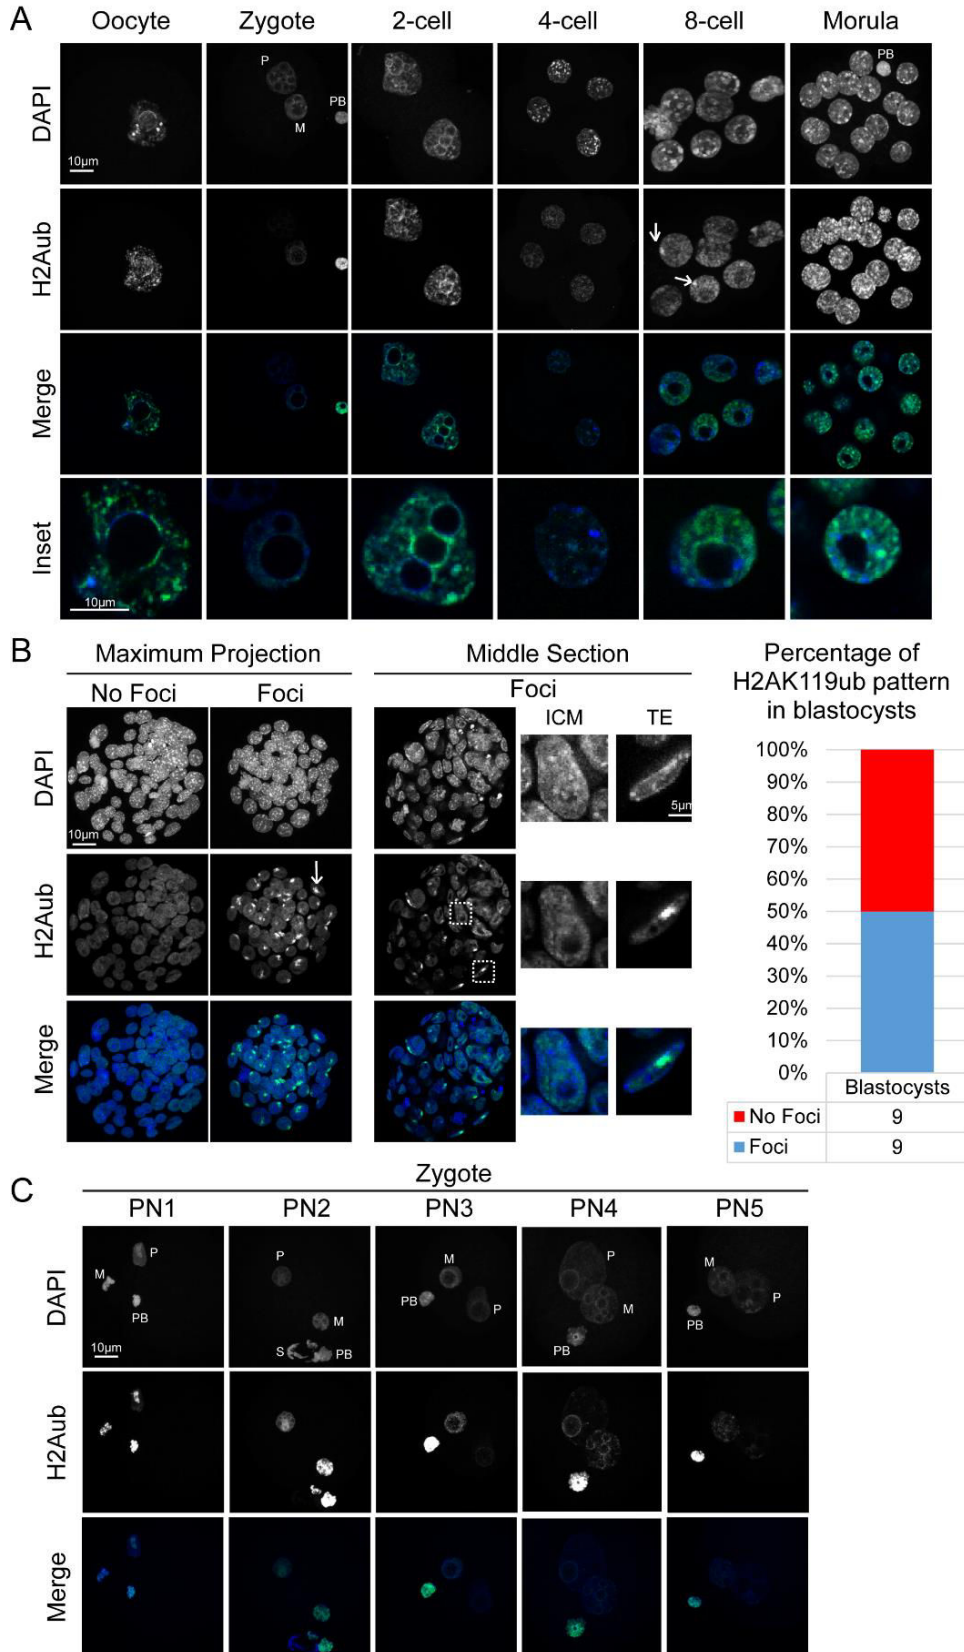 A
Oocyte Zygote 2-cell 4-cell 8-cell Morula
DAPI
P
PB
M
PB
10µm
H2Aub
Merge
Inset
10µm
B
Maximum Projection
Middle Section
No Foci Foci
Foci
ICM TE
DAPI
10µm
5µm
H2Aub
Merge
Percentage of
H2AK119ub pattern
in blastocysts
100%
90%
80%
70%
60%
50%
40%
30%
20%
10%
0%
Blastocysts
No Foci 9
Foci 9
C
Zygote
PN1 PN2 PN3 PN4 PN5
DAPI
P
M
PB
10µm
P
M
S
PB
M
PB
P
P
M
PB
M
P
PB
H2Aub
Merge